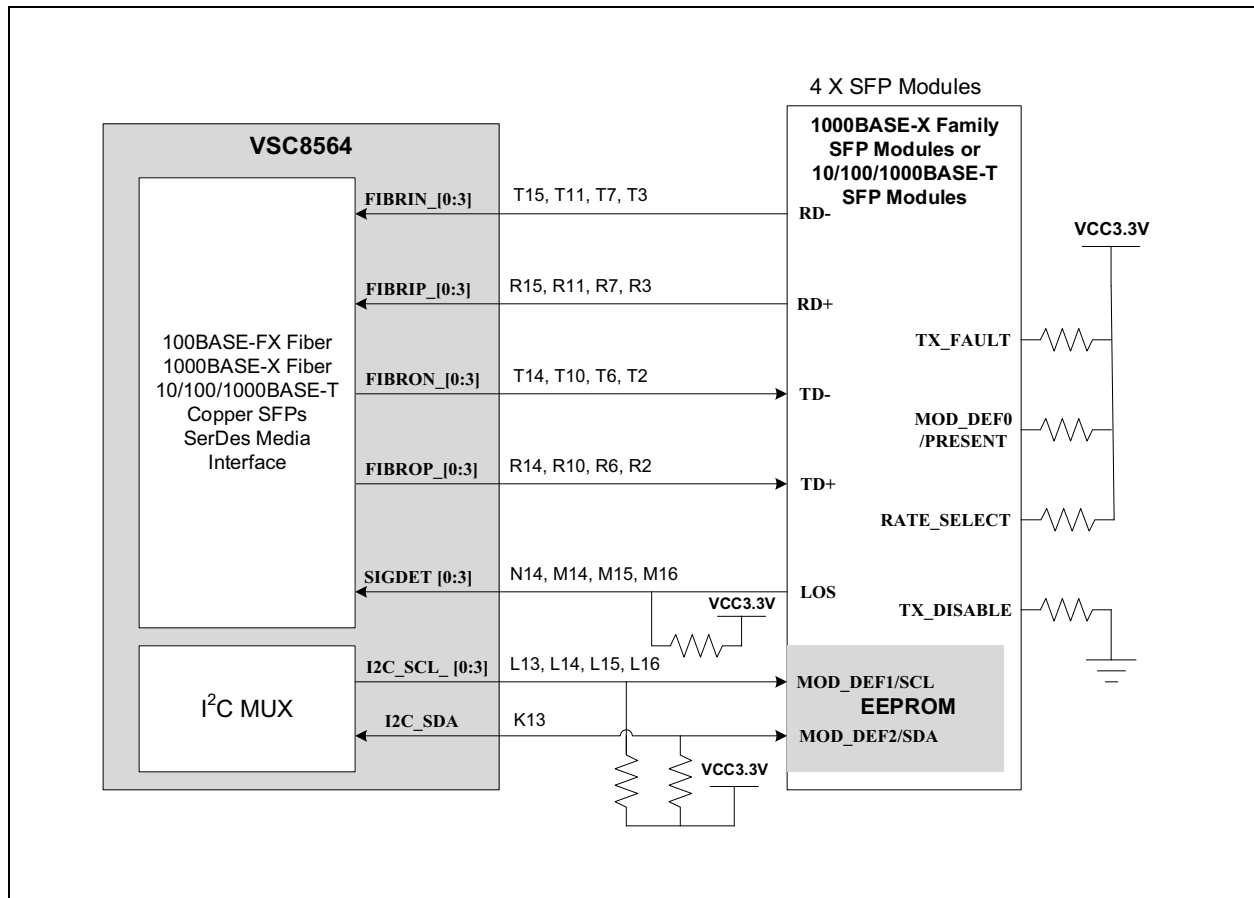 4 X SFP Modules
VSC8564
1000BASE-X Family
SFP Modules or
10/100/1000BASE-T
SFP Modules
FIBRIN_[0:3]
T15, T11, T7, T3
RD-
VCC3.3V
FIBRIP_[0:3]
R15, R11, R7, R3
RD+
100BASE-FX Fiber
1000BASE-X Fiber
10/100/1000BASE-T
Copper SFPs
SerDes Media
Interface
TX_FAULT
FIBRON_[0:3]
T14, T10, T6, T2
TD-
MOD_DEF0
/PRESENT
FIBROP_[0:3]
R14, R10, R6, R2
TD+
RATE_SELECT
SIGDET [0:3]
N14, M14, M15, M16
LOS
VCC3.3V
TX_DISABLE
I2C_SCL_ [0:3]
L13, L14, L15, L16
MOD_DEF1/SCL
I²C MUX
EEPROM
I2C_SDA
K13
MOD_DEF2/SDA
VCC3.3V